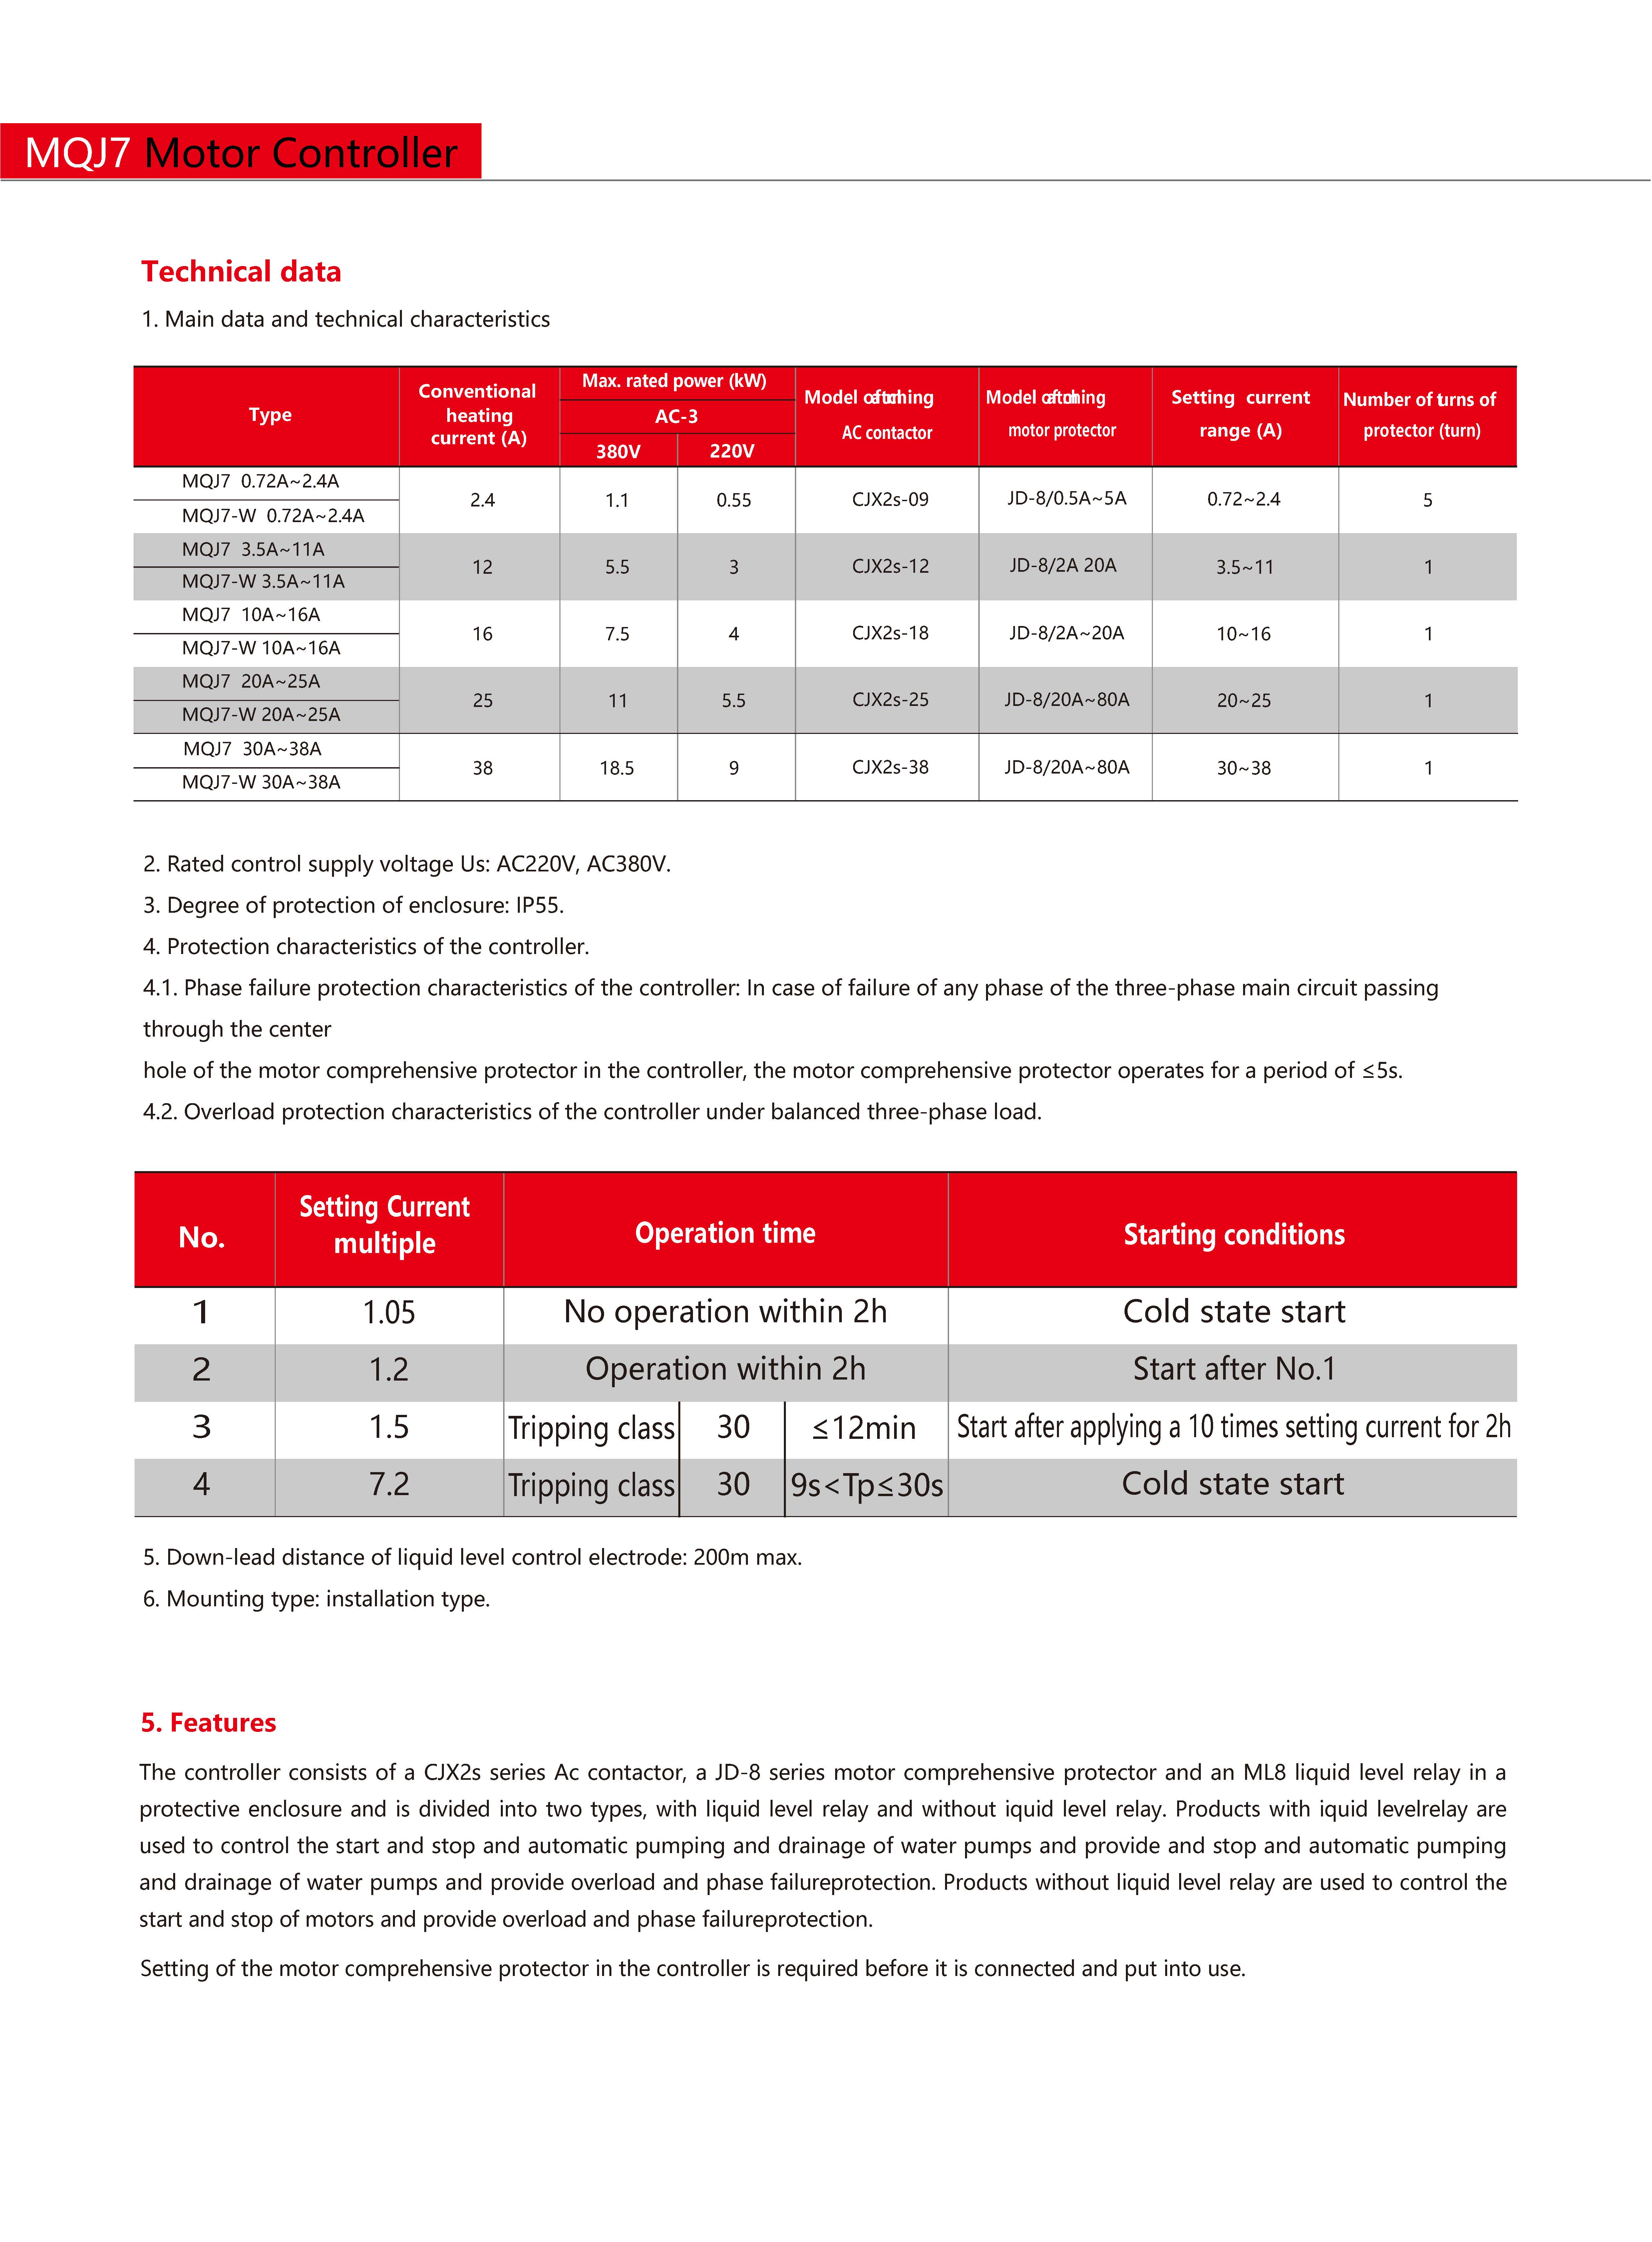 MQJ7 Motor Controller
Technical data
1. Main data and technical characteristics
Type
Conventional
heating
current (A)
Max. rated power (kW)
AC-3
380V 220V
Model
AC contactor
Model
motor protector
Setting current
range (A)
Number of turns of
protector (turn)
MQJ7 0.72A~2.4A
MQJ7-W 0.72A~2.4A
2.4 1.1 0.55 CJX2s-09 JD-8/0.5A~5A 0.72~2.4 5
MQJ7 3.5A~11A
MQJ7-W 3.5A~11A
12 5.5 3 CJX2s-12 JD-8/2A 20A 3.5~11 1
MQJ7 10A~16A
MQJ7-W 10A~16A
16 7.5 4 CJX2s-18 JD-8/2A~20A 10~16 1
MQJ7 20A~25A
MQJ7-W 20A~25A
25 11 5.5 CJX2s-25 JD-8/20A~80A 20~25 1
MQJ7 30A~38A
MQJ7-W 30A~38A
38 18.5 9 CJX2s-38 JD-8/20A~80A 30~38 1
2. Rated control supply voltage Us: AC220V, AC380V.
3. Degree of protection of enclosure: IP55.
4. Protection characteristics of the controller.
4.1. Phase failure protection characteristics of the controller: In case of failure of any phase of the three-phase main circuit passing
through the center
hole of the motor comprehensive protector in the controller, the motor comprehensive protector operates for a period of ≤5s.
4.2. Overload protection characteristics of the controller under balanced three-phase load.
No.
Setting Current
multiple
Operation time
Starting conditions
1 1.05 No operation within 2h Cold state start
2 1.2 Operation within 2h Start after No.1
3 1.5 Tripping class 30 ≤12min Start after applying a 10 times setting current for 2h
4 7.2 Tripping class 30 9s<Tp≤30s Cold state start
5. Down-lead distance of liquid level control electrode: 200m max.
6. Mounting type: installation type.
5. Features
The controller consists of a CJX2s series Ac contactor, a JD-8 series motor comprehensive protector and an ML8 liquid level relay in a
protective enclosure and is divided into two types, with liquid level relay and without iquid level relay. Products with iquid levelrelay are
used to control the start and stop and automatic pumping and drainage of water pumps and provide and stop and automatic pumping
and drainage of water pumps and provide overload and phase failureprotection. Products without liquid level relay are used to control the
start and stop of motors and provide overload and phase failureprotection.
Setting of the motor comprehensive protector in the controller is required before it is connected and put into use.